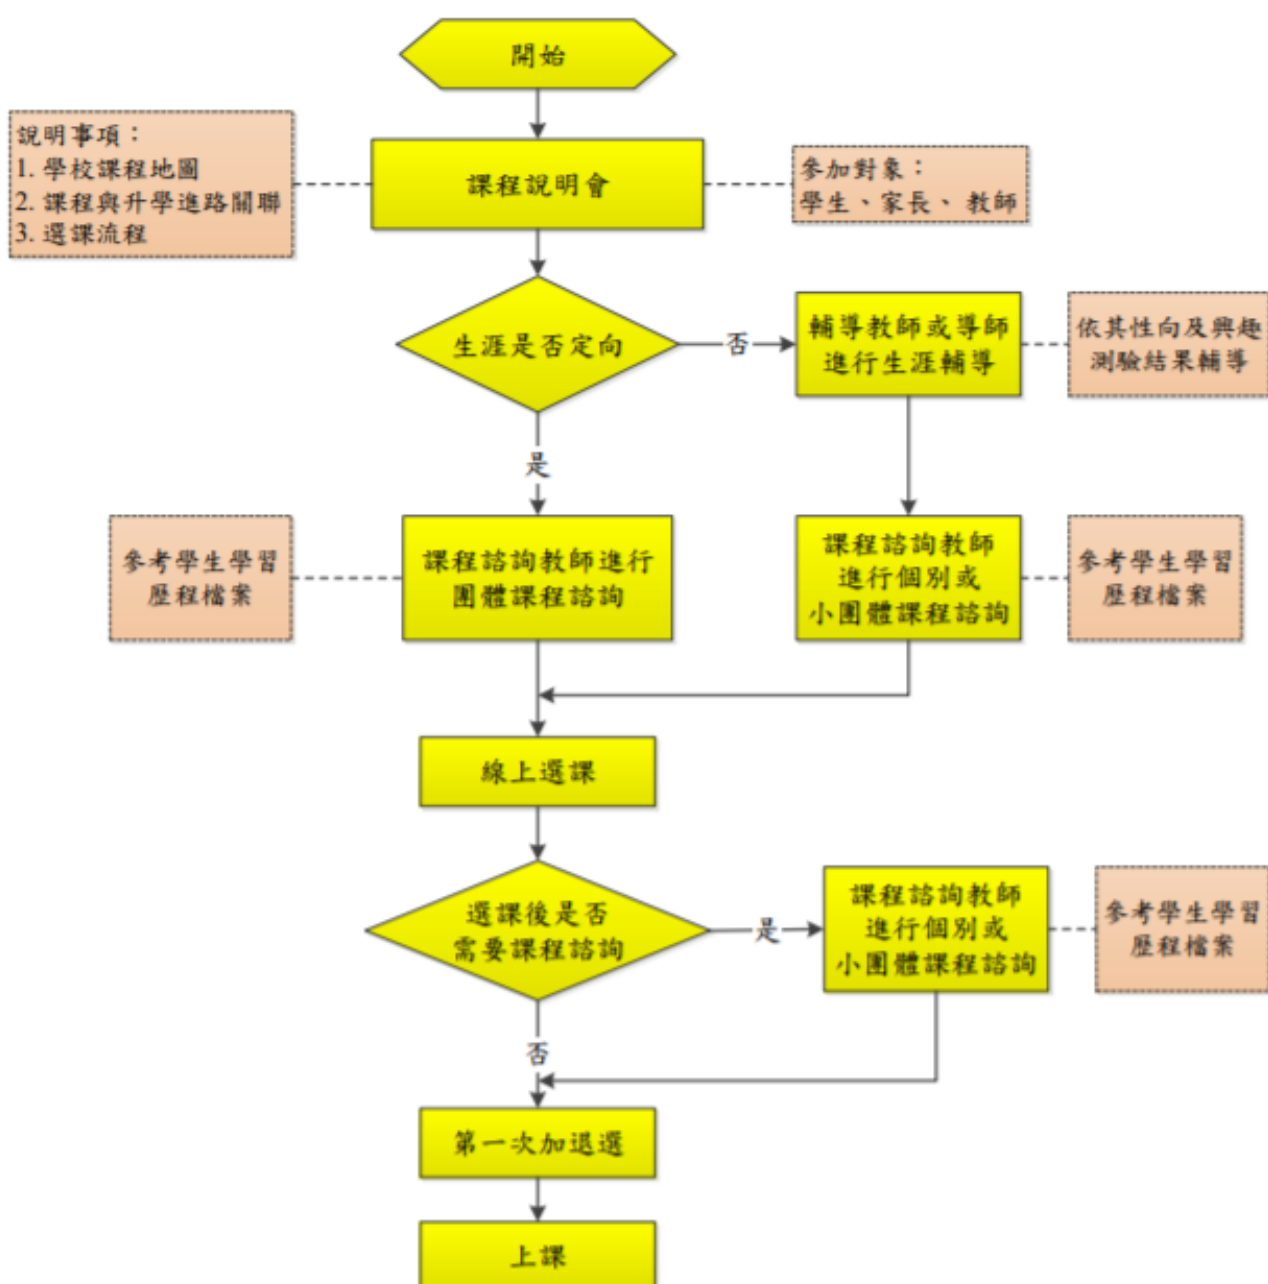 開始
說明事項：
1. 學校課程地圖
2. 課程與升學進路關聯
3. 選課流程
課程說明會
參加對象：
學生、家長、 教師
生涯是否定向
否
輔導教師或導師
進行生涯輔導
依其性向及興趣
測驗結果輔導
是
參考學生學習
歷程檔案
課程諮詢教師進行
團體課程諮詢
課程諮詢教師
進行個別或
小團體課程諮詢
參考學生學習
歷程檔案
線上選課
選課後是否
需要課程諮詢
是
課程諮詢教師
進行個別或
小團體課程諮詢
參考學生學習
歷程檔案
否
第一次加退選
上課